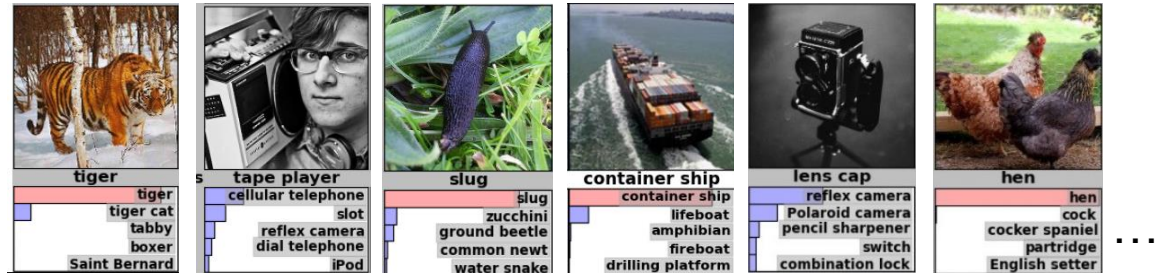 tiger
tiger
tiger cat
tabby
boxer
Saint Bernard
s
tape player
cellular telephone
slot
reflex camera
dial telephone
iPod
slug
slug
zucchini
ground beetle
common newt
water snake
container ship
container ship
lifeboat
amphibian
fireboat
drilling platform
lens cap
reflex camera
Polaroid camera
pencil sharpener
switch
combination lock
hen
hen
cock
cocker spaniel
partridge
English setter
...